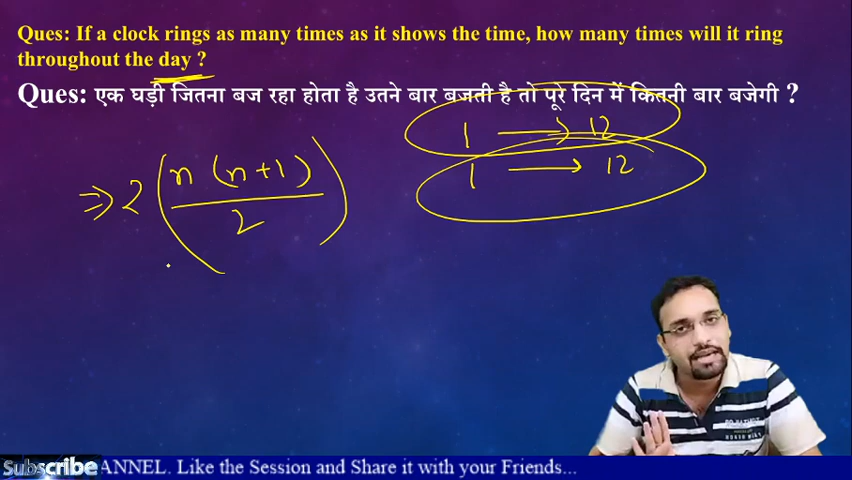 Ques: If a clock rings as many times as it shows the time, how many times will it ring
throughout the day ?
Ques: एक घड़ी जितना बज रहा होता है उतने बार बजती है तो पूरे दिन में कितनी बार बजेगी ?
1 → 12
1 → 12
⇒ 2 ( n (n+1) / 2 )
Subscribe ANNEL. Like the Session and Share it with your Friends...